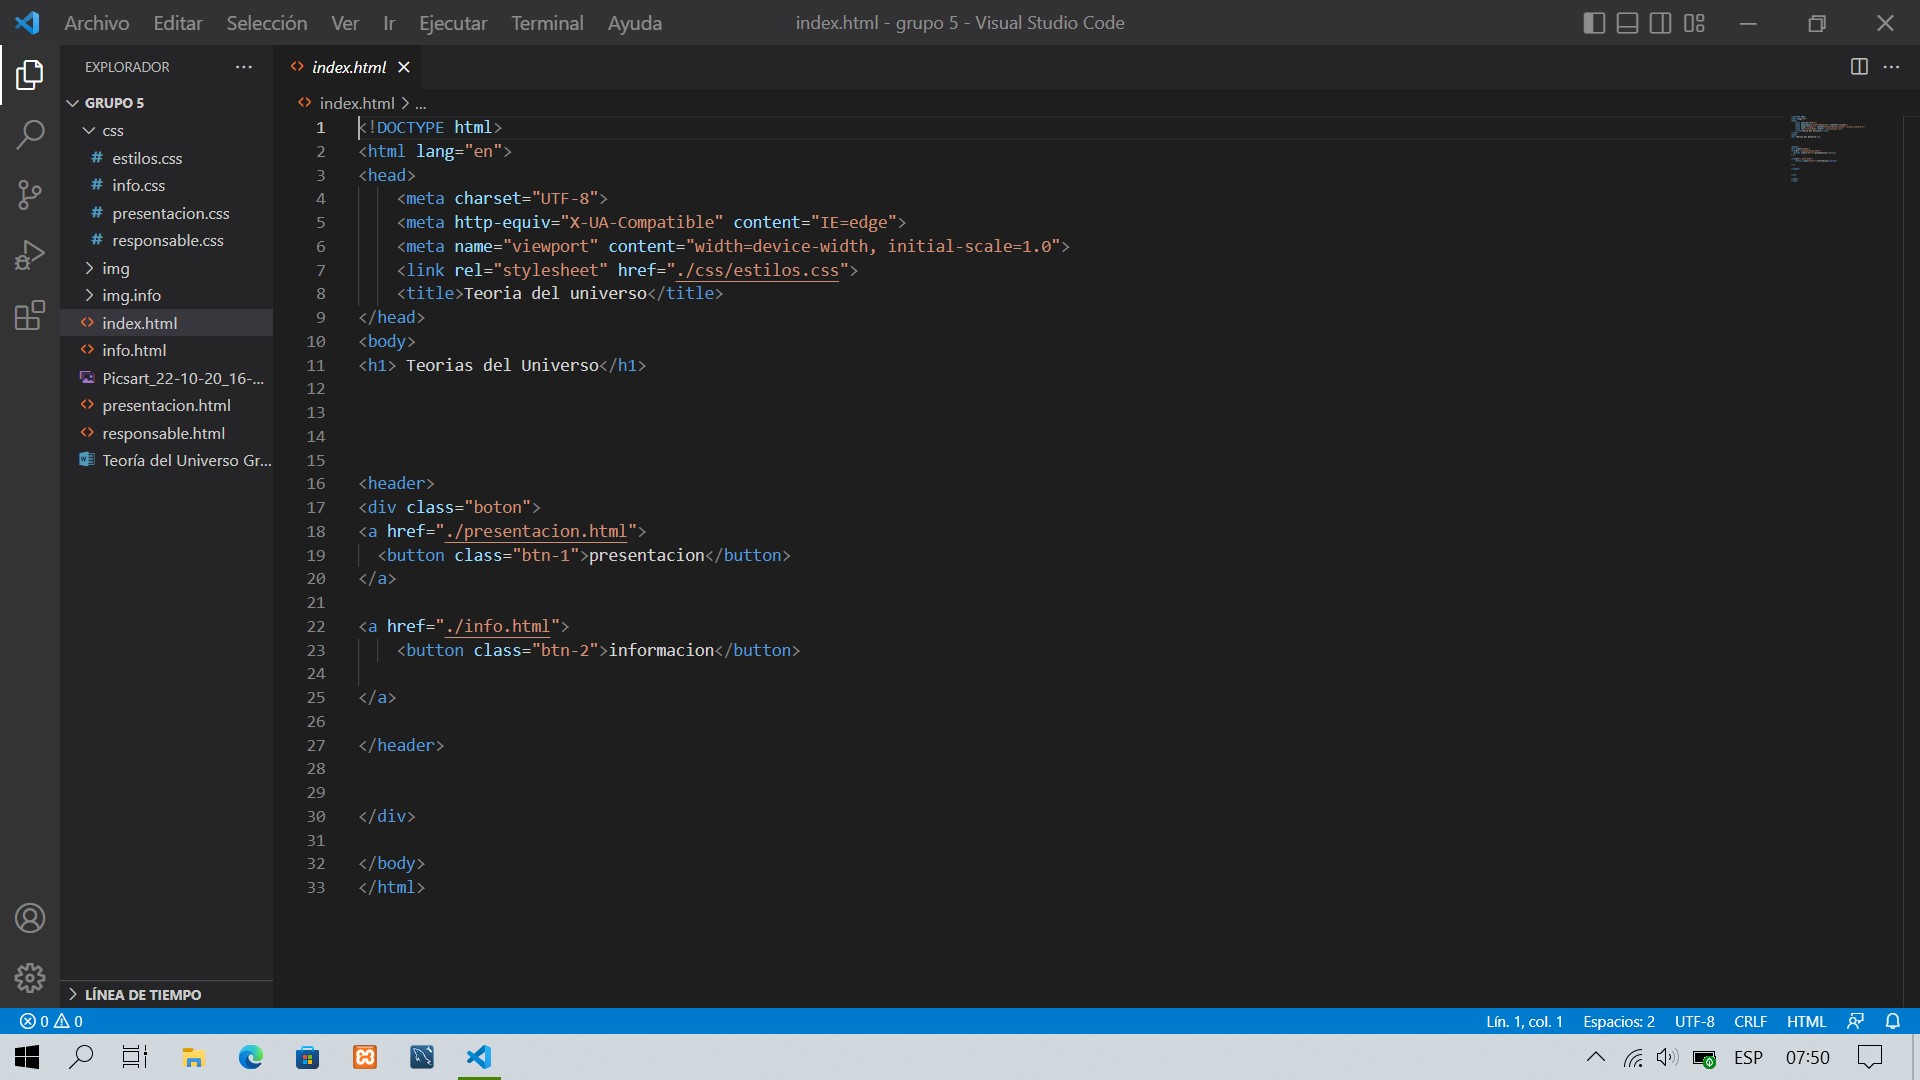 Archivo Editar Selección Ver Ir Ejecutar Terminal Ayuda
index.html - grupo 5 - Visual Studio Code
EXPLORADOR
GRUPO 5
css
estilos.css
info.css
presentacion.css
responsable.css
img
img.info
index.html
info.html
Picsart_22-10-20_16-...
presentacion.html
responsable.html
Teoría del Universo Gr...
LÍNEA DE TIEMPO
index.html
index.html > ...
1 <!DOCTYPE html>
2 <html lang="en">
3 <head>
4 <meta charset="UTF-8">
5 <meta http-equiv="X-UA-Compatible" content="IE=edge">
6 <meta name="viewport" content="width=device-width, initial-scale=1.0">
7 <link rel="stylesheet" href="./css/estilos.css">
8 <title>Teoria del universo</title>
9 </head>
10 <body>
11 <h1> Teorias del Universo</h1>
12
13
14
15
16 <header>
17 <div class="boton">
18 <a href="./presentacion.html">
19 <button class="btn-1">presentacion</button>
20 </a>
21
22 <a href="./info.html">
23 <button class="btn-2">informacion</button>
24
25 </a>
26
27 </header>
28
29
30 </div>
31
32 </body>
33 </html>
0 0
Lín. 1, col. 1 Espacios: 2 UTF-8 CRLF HTML
ESP 07:50